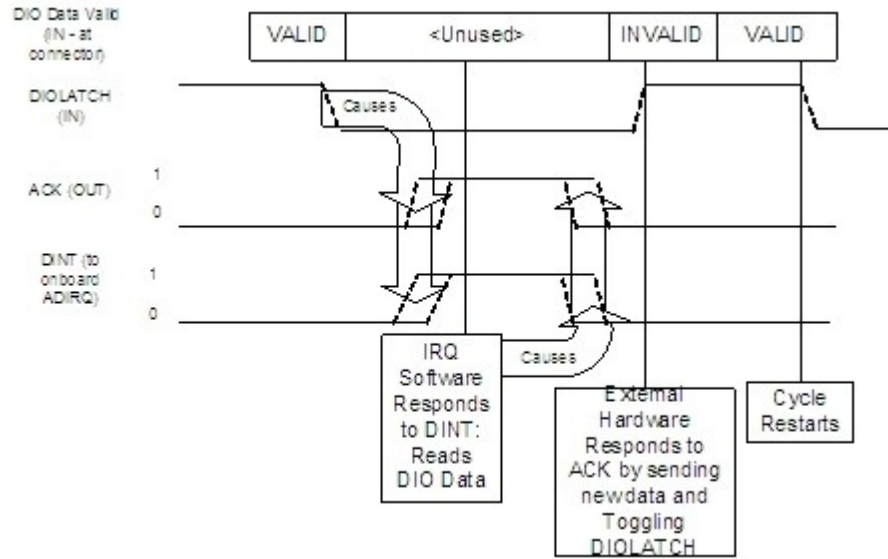 DIO Data Valid
(IN - at
connector)
VALID
<Unused>
INVALID
VALID
DIOLATCH
(IN)
Causes
ACK (OUT)
1
0
DINT (to
onboard
ADIRQ)
1
0
IRQ
Software
Responds
to DINT:
Reads
DIO Data
Causes
External
Hardware
Responds to
ACK by sending
newdata and
Toggling
DIOLATCH
Cycle
Restarts